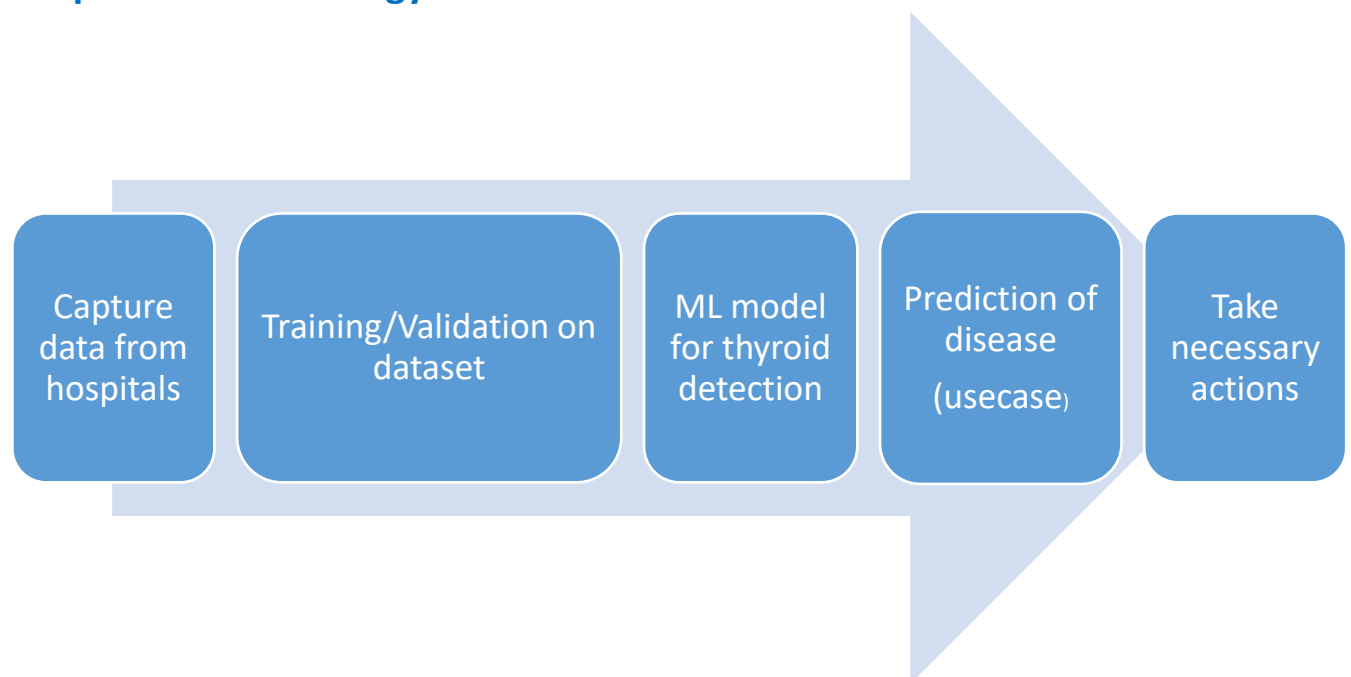 Capture
data from
hospitals
Training/Validation on
dataset
ML model
for thyroid
detection
Prediction of
disease
(usecase)
Take
necessary
actions